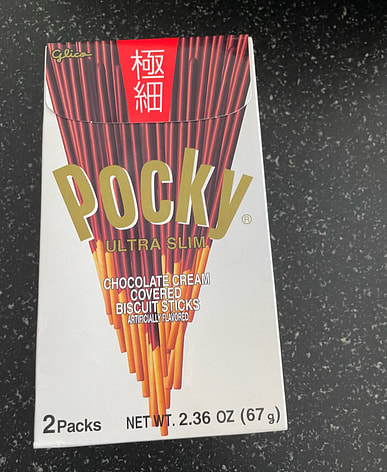 Glico
極
細
Pocky®
ULTRA SLIM
CHOCOLATE CREAM
COVERED
BISCUIT STICKS
ARTIFICIALLY FLAVORED
2 Packs NET WT. 2.36 OZ (67 g)